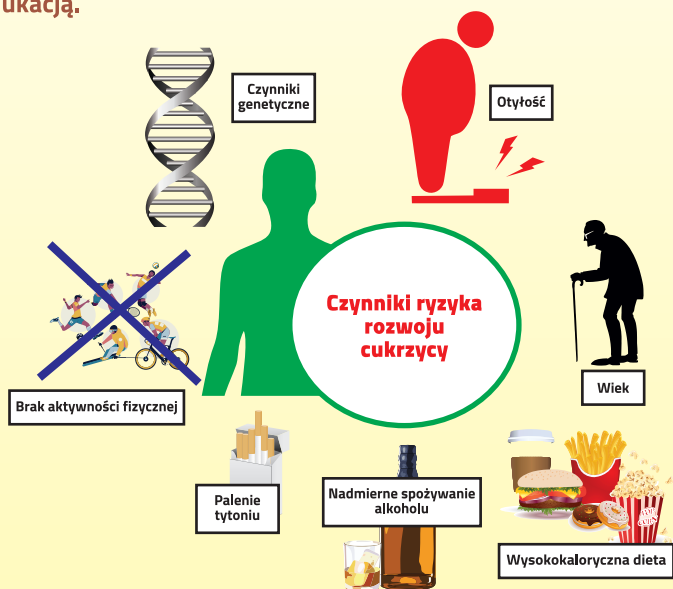 ukacją.
Czynniki
genetyczne
Otyłość
Czynniki ryzyka
rozwoju
cukrzycy
Wiek
Brak aktywności fizycznej
Palenie
tytoniu
Nadmierne spożywanie
alkoholu
Wysokokaloryczna dieta